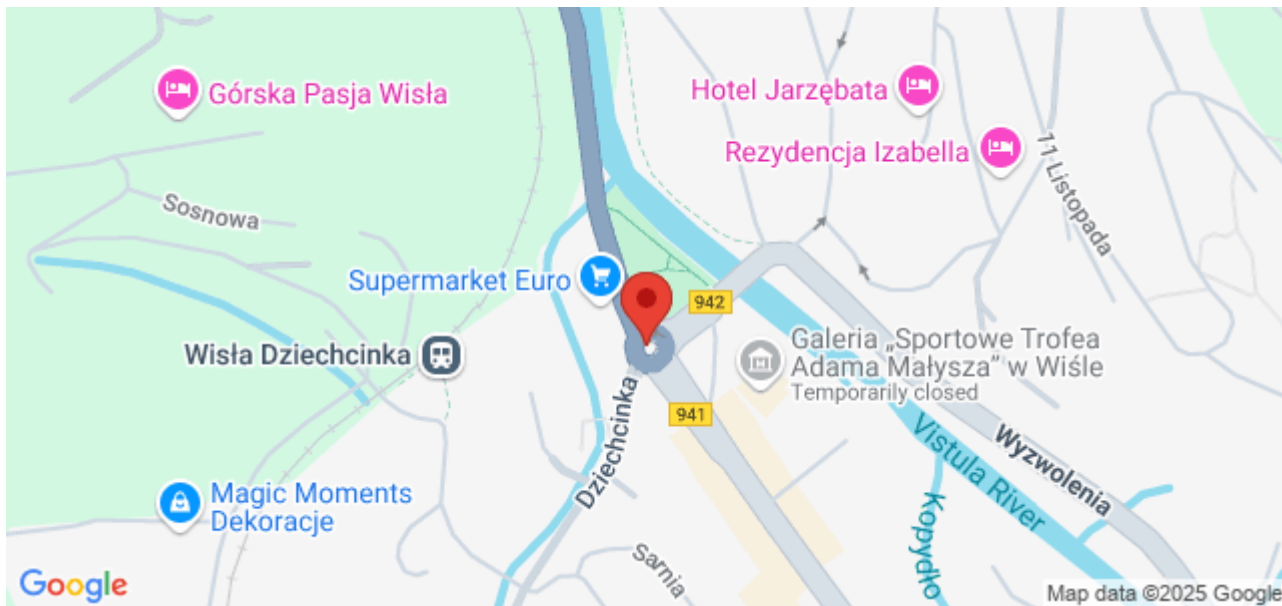 Górska Pasja Wisła
Hotel Jarzębata
Rezydencja Izabella
11 Listopada
Sosnowa
Supermarket Euro
942
Wisła Dziechcinka
Galeria „Sportowe Trofea
Adama Małysza” w Wiśle
Temporarily closed
941
Dziechcinka
Vistula River
Wyzwolenia
Magic Moments
Dekoracje
Kopydło
Sarnia
Google
Map data ©2025 Google